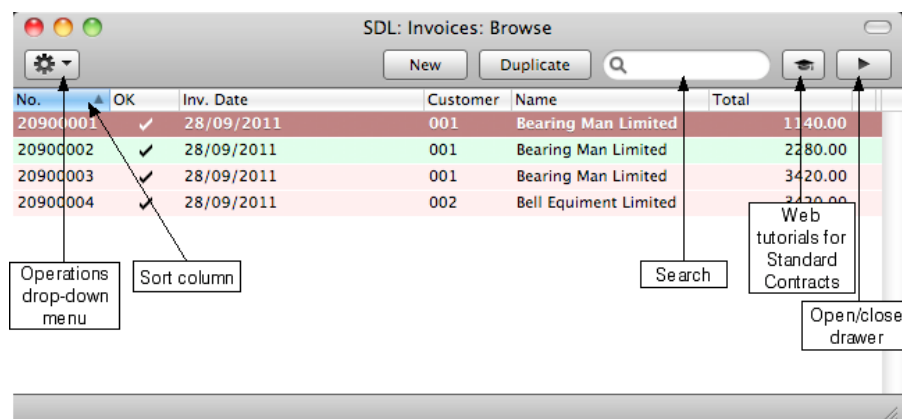 SDL: Invoices: Browse
New Duplicate
No. OK Inv. Date Customer Name Total
20900001 28/09/2011 001 Bearing Man Limited 1140.00
20900002 28/09/2011 001 Bearing Man Limited 2280.00
20900003 28/09/2011 001 Bearing Man Limited 3420.00
20900004 28/09/2011 002 Bell Equiment Limited 3420.00
Operations
drop-down
menu
Sort column
Search
Web
tutorials for
Standard
Contracts
Open/close
drawer